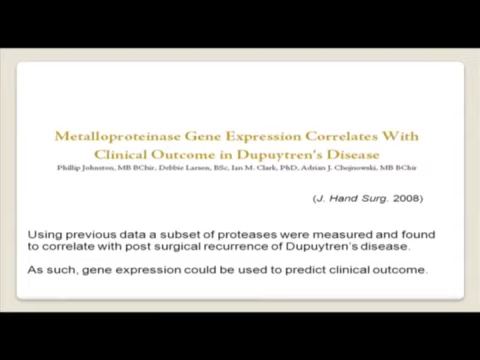 Metalloproteinase Gene Expression Correlates With
Clinical Outcome in Dupuytren's Disease
Phillip Johnston, MB BChir, Debbie Larson, BSc, Ian M. Clark, PhD, Adrian J. Chojnowski, MB BChir
(J. Hand Surg. 2008)
Using previous data a subset of proteases were measured and found
to correlate with post surgical recurrence of Dupuytren's disease.
As such, gene expression could be used to predict clinical outcome.